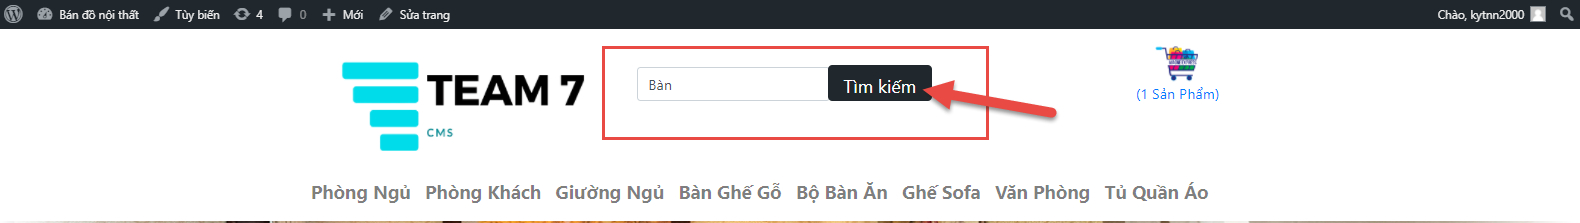 Bán đồ nội thất Tùy biến 4 0 Mới Sửa trang Chào, kytnn2000
TEAM 7
CMS
Bàn Tìm kiếm
(1 Sản Phẩm)
Phòng Ngủ Phòng Khách Giường Ngủ Bàn Ghế Gỗ Bộ Bàn Ăn Ghế Sofa Văn Phòng Tủ Quần Áo